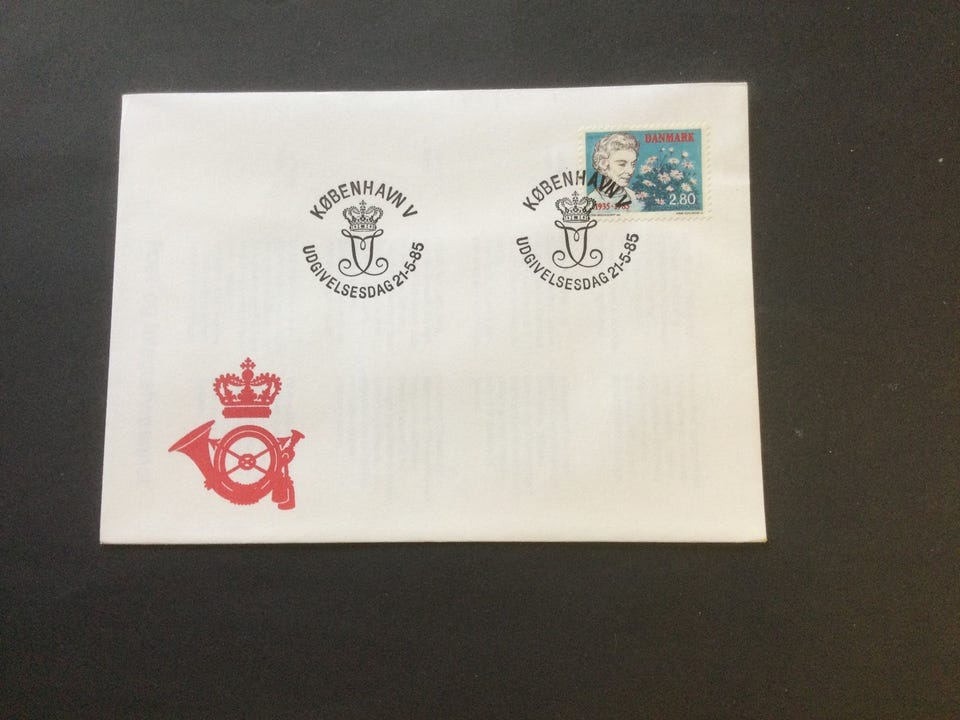 KØBENHAVN V
UDGIVELSESDAG 21-5-85
KØBENHAVN V
UDGIVELSESDAG 21-5-85
DANMARK
1935-1985
2.80